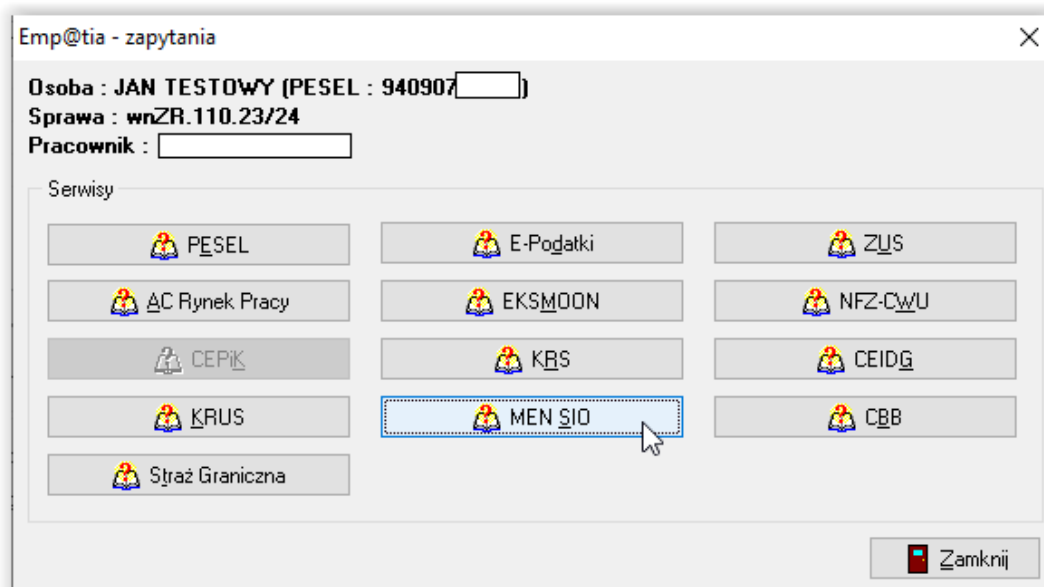 Emp@tia - zapytania
Osoba : JAN TESTOWY (PESEL : 940907 )
Sprawa : wnZR.110.23/24
Pracownik :
Serwisy
PESEL E-Podatki ZUS
AC Rynek Pracy EKSMOON NFZ-CWU
CEPiK KRS CEIDG
KRUS MEN SIO CBB
Straż Graniczna
Zamknij